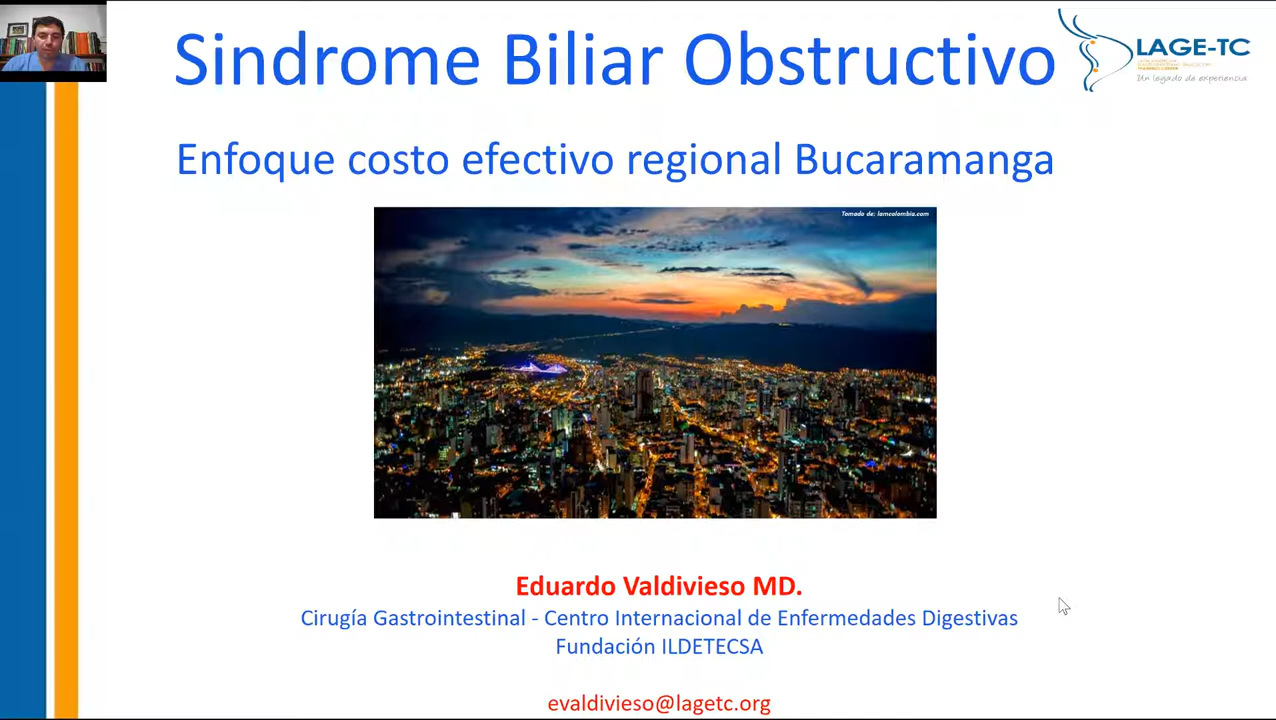 Sindrome Biliar Obstructivo
LAGE-TC
Un legado de experiencia
Enfoque costo efectivo regional Bucaramanga
Tomado de: iamcolombia.com
Eduardo Valdivieso MD.
Cirugía Gastrointestinal - Centro Internacional de Enfermedades Digestivas
Fundación ILDETECSA
evaldivieso@lagetc.org